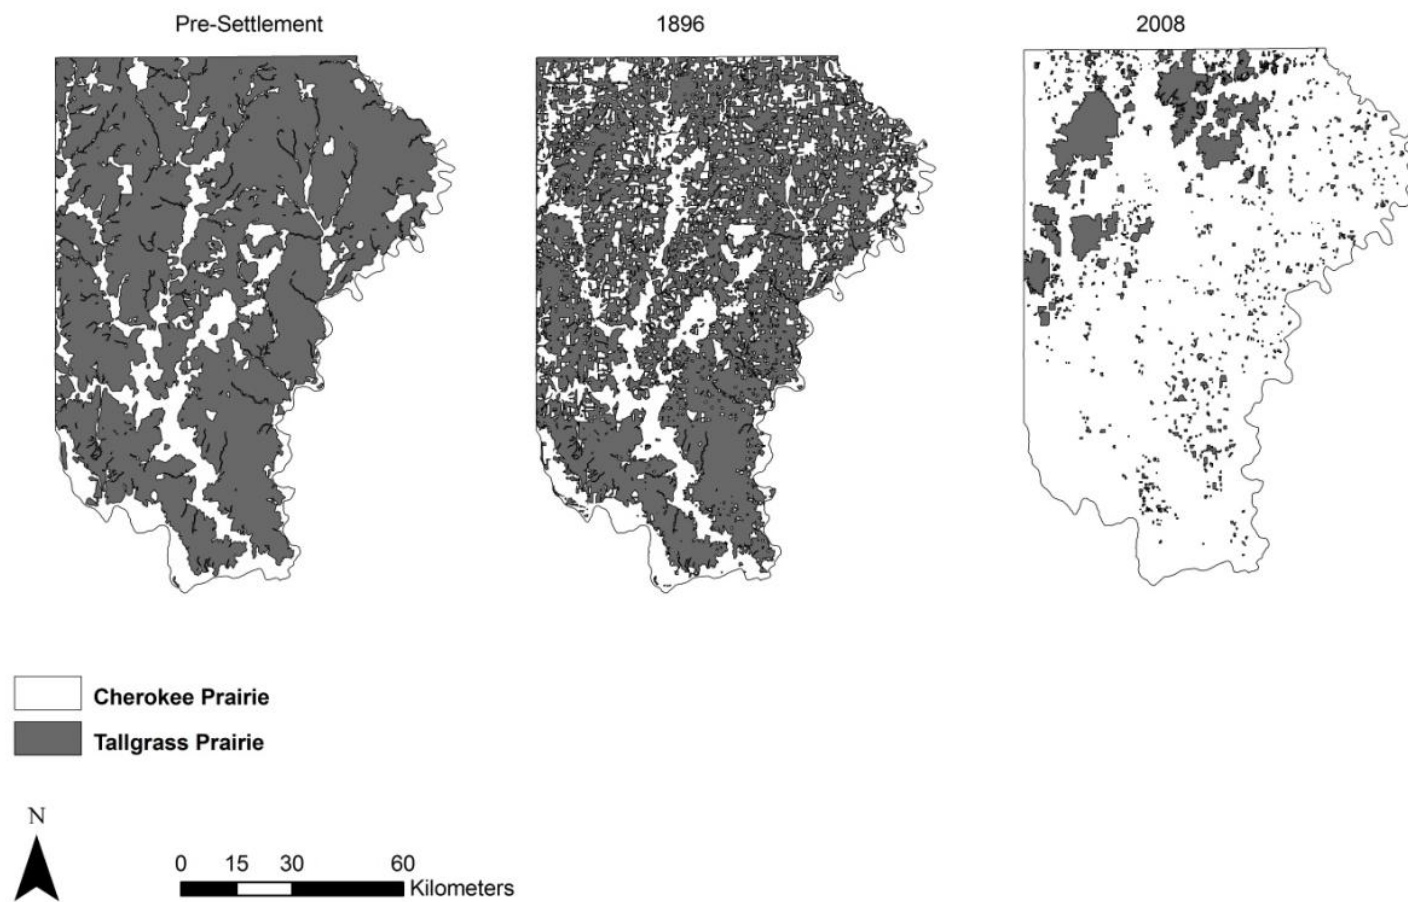 Pre-Settlement
1896
2008
Cherokee Prairie
Tallgrass Prairie
N
0 15 30 60
Kilometers